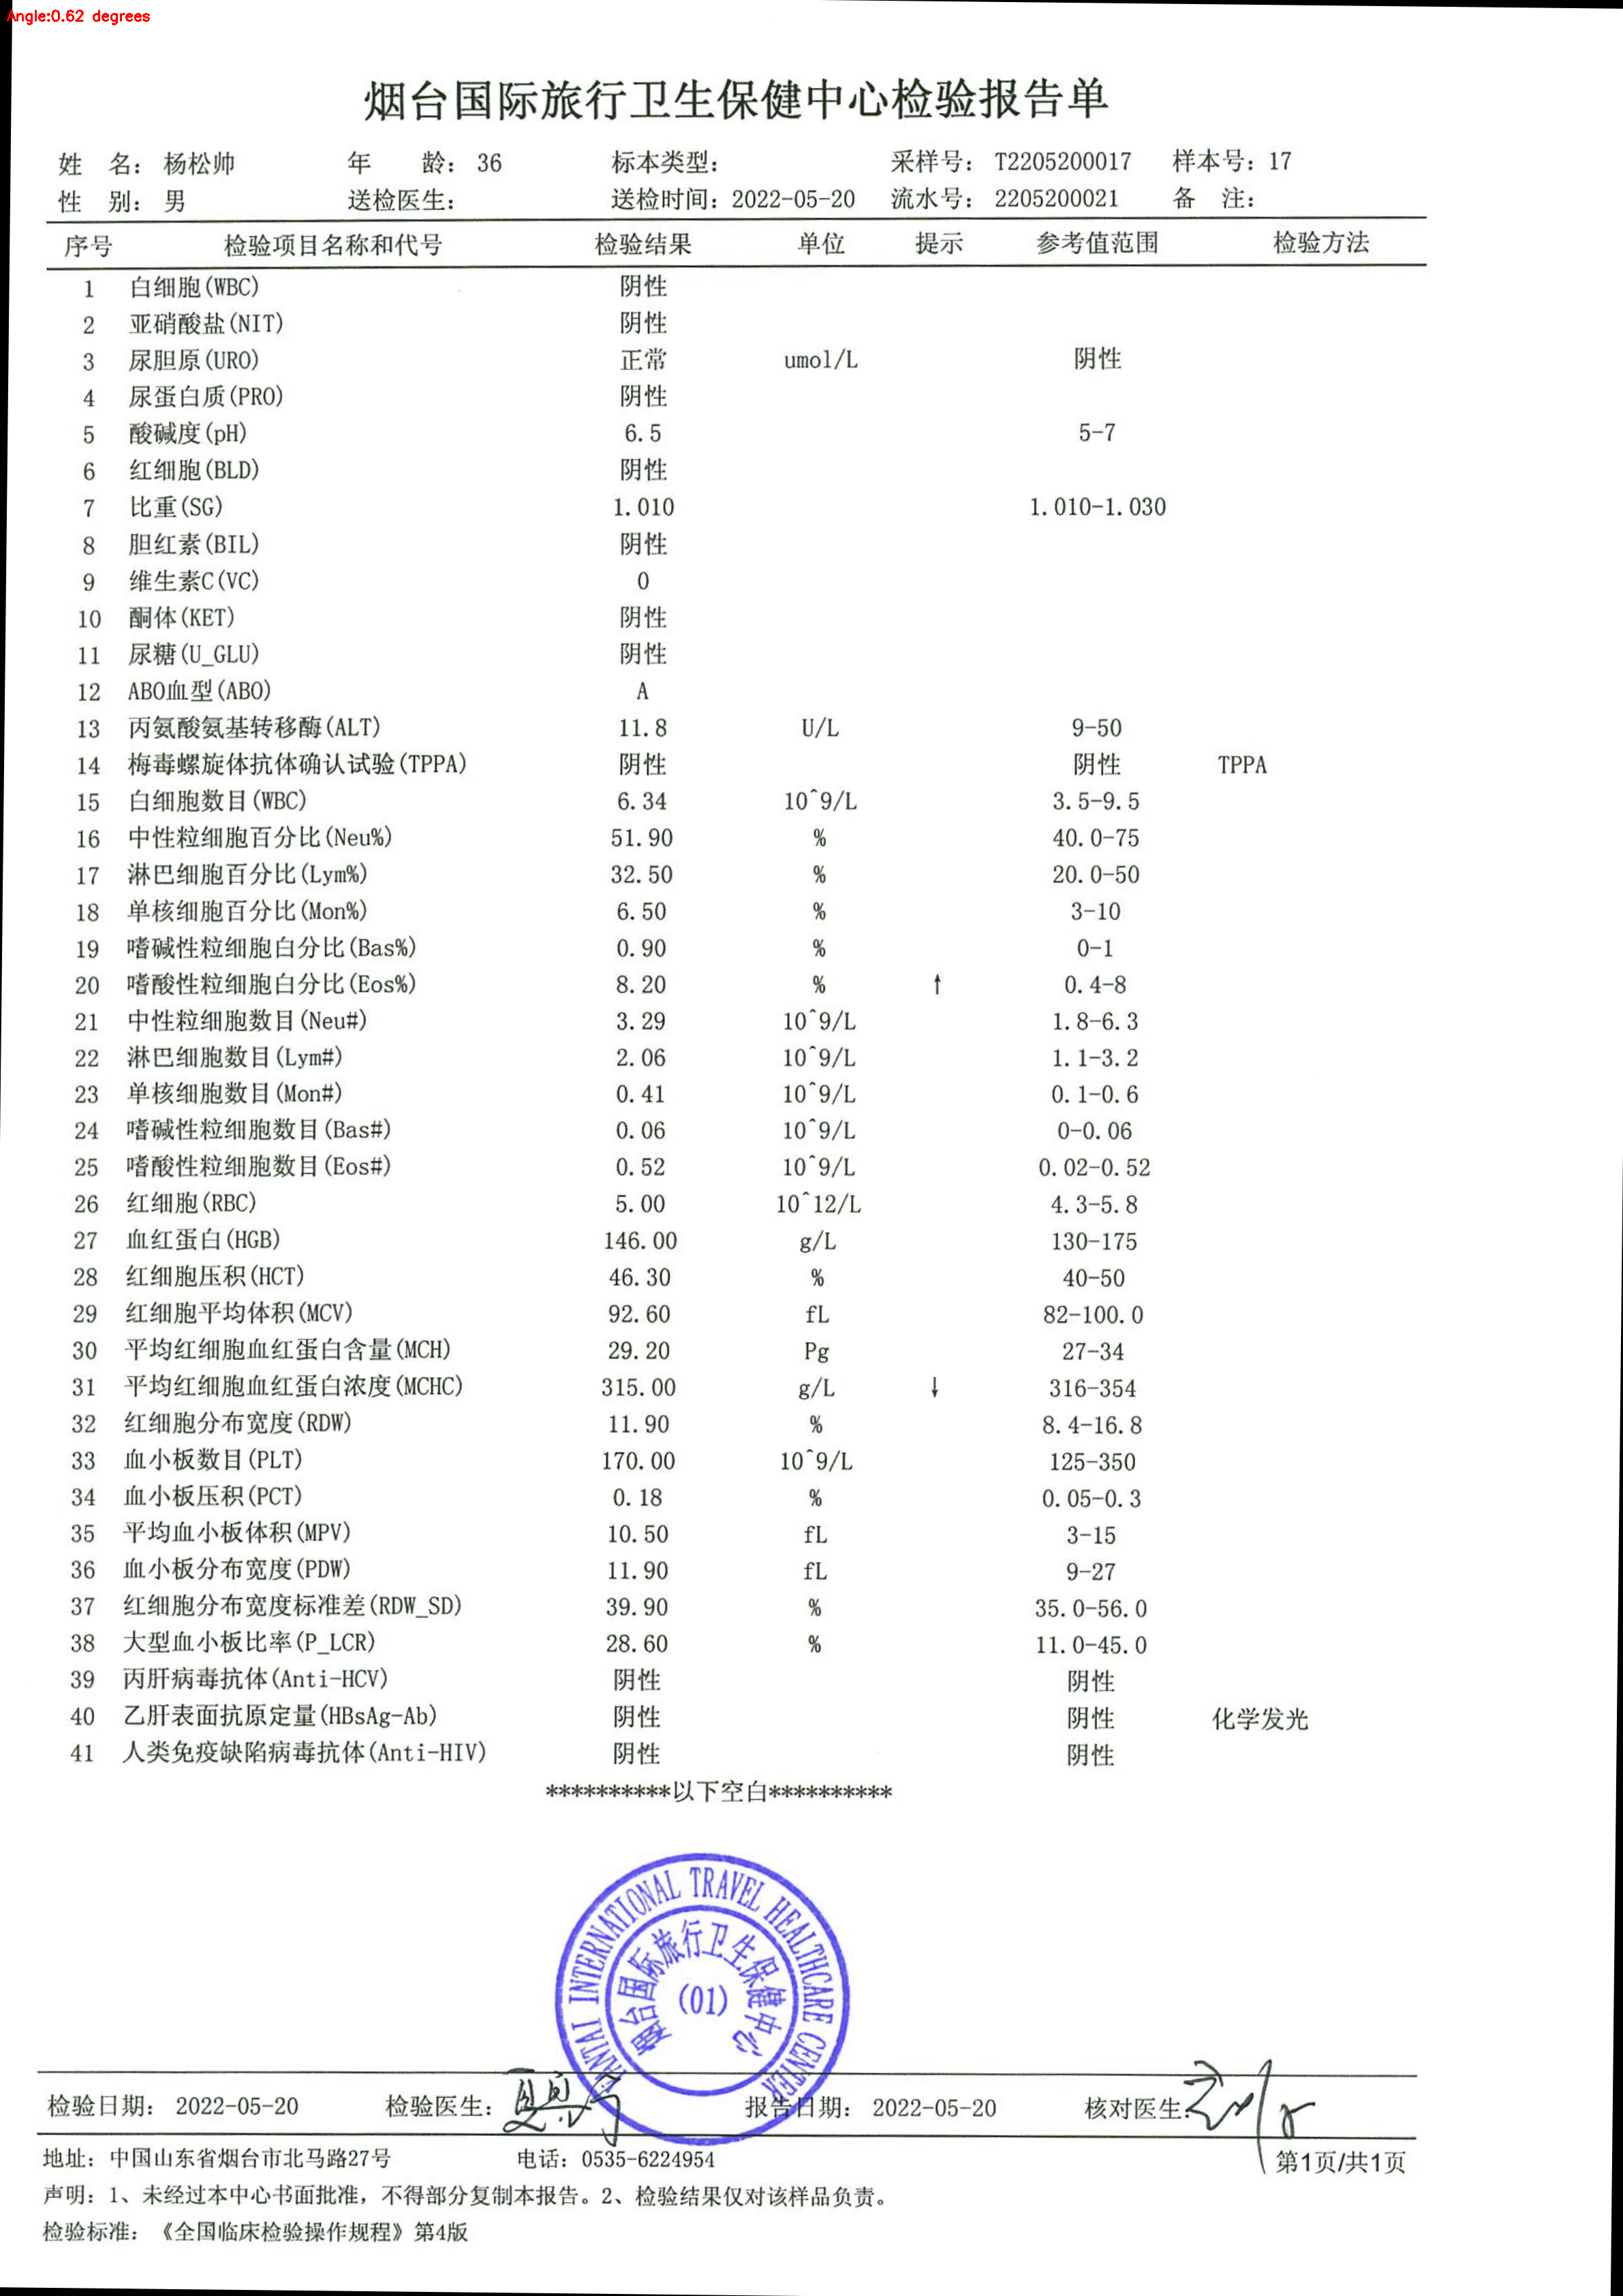 Angle:0.62 degrees
烟台国际旅行卫生保健中心检验报告单
姓 名: 杨松帅 年 龄: 36 标本类型: 采样号: T2205200017 样本号: 17
性 别: 男 送检医生: 送检时间: 2022-05-20 流水号: 2205200021 备 注:
序号 检验项目名称和代号 检验结果 单位 提示 参考值范围 检验方法
1 白细胞(WBC) 阴性
2 亚硝酸盐(NIT) 阴性
3 尿胆原(URO) 正常 umol/L 阴性
4 尿蛋白质(PRO) 阴性
5 酸碱度(pH) 6.5 5-7
6 红细胞(BLD) 阴性
7 比重(SG) 1.010 1.010-1.030
8 胆红素(BIL) 阴性
9 维生素C(VC) 0
10 酮体(KET) 阴性
11 尿糖(U_GLU) 阴性
12 ABO血型(ABO) A
13 丙氨酸氨基转移酶(ALT) 11.8 U/L 9-50
14 梅毒螺旋体抗体确认试验(TPPA) 阴性 阴性 TPPA
15 白细胞数目(WBC) 6.34 10^9/L 3.5-9.5
16 中性粒细胞百分比(Neu%) 51.90 % 40.0-75
17 淋巴细胞百分比(Lym%) 32.50 % 20.0-50
18 单核细胞百分比(Mon%) 6.50 % 3-10
19 嗜碱性粒细胞白分比(Bas%) 0.90 % 0-1
20 嗜酸性粒细胞白分比(Eos%) 8.20 % ↑ 0.4-8
21 中性粒细胞数目(Neu#) 3.29 10^9/L 1.8-6.3
22 淋巴细胞数目(Lym#) 2.06 10^9/L 1.1-3.2
23 单核细胞数目(Mon#) 0.41 10^9/L 0.1-0.6
24 嗜碱性粒细胞数目(Bas#) 0.06 10^9/L 0-0.06
25 嗜酸性粒细胞数目(Eos#) 0.52 10^9/L 0.02-0.52
26 红细胞(RBC) 5.00 10^12/L 4.3-5.8
27 血红蛋白(HGB) 146.00 g/L 130-175
28 红细胞压积(HCT) 46.30 % 40-50
29 红细胞平均体积(MCV) 92.60 fL 82-100.0
30 平均红细胞血红蛋白含量(MCH) 29.20 Pg 27-34
31 平均红细胞血红蛋白浓度(MCHC) 315.00 g/L ↓ 316-354
32 红细胞分布宽度(RDW) 11.90 % 8.4-16.8
33 血小板数目(PLT) 170.00 10^9/L 125-350
34 血小板压积(PCT) 0.18 % 0.05-0.3
35 平均血小板体积(MPV) 10.50 fL 3-15
36 血小板分布宽度(PDW) 11.90 fL 9-27
37 红细胞分布宽度标准差(RDW_SD) 39.90 % 35.0-56.0
38 大型血小板比率(P_LCR) 28.60 % 11.0-45.0
39 丙肝病毒抗体(Anti-HCV) 阴性 阴性
40 乙肝表面抗原定量(HBsAg-Ab) 阴性 阴性 化学发光
41 人类免疫缺陷病毒抗体(Anti-HIV) 阴性 阴性
**********以下空白**********
YANTAI INTERNATIONAL TRAVEL HEALTHCARE CENTER
烟台国际旅行卫生保健中心
(01)
检验日期: 2022-05-20 检验医生: 报告日期: 2022-05-20 核对医生:
地址: 中国山东省烟台市北马路27号 电话: 0535-6224954 第1页/共1页
声明: 1、未经过本中心书面批准，不得部分复制本报告。2、检验结果仅对该样品负责。
检验标准: 《全国临床检验操作规程》第4版